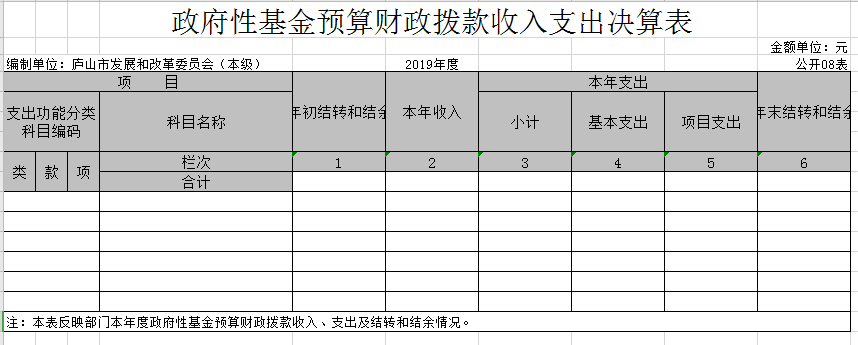 政府性基金预算财政拨款收入支出决算表
金额单位：元
编制单位：庐山市发展和改革委员会（本级） 2019年度 公开08表
项 目 年初结转和结余 本年收入 本年支出 年末结转和结余
支出功能分类科目编码 科目名称 小计 基本支出 项目支出
类 款 项 栏次 1 2 3 4 5 6
合计
注：本表反映部门本年度政府性基金预算财政拨款收入、支出及结转和结余情况。